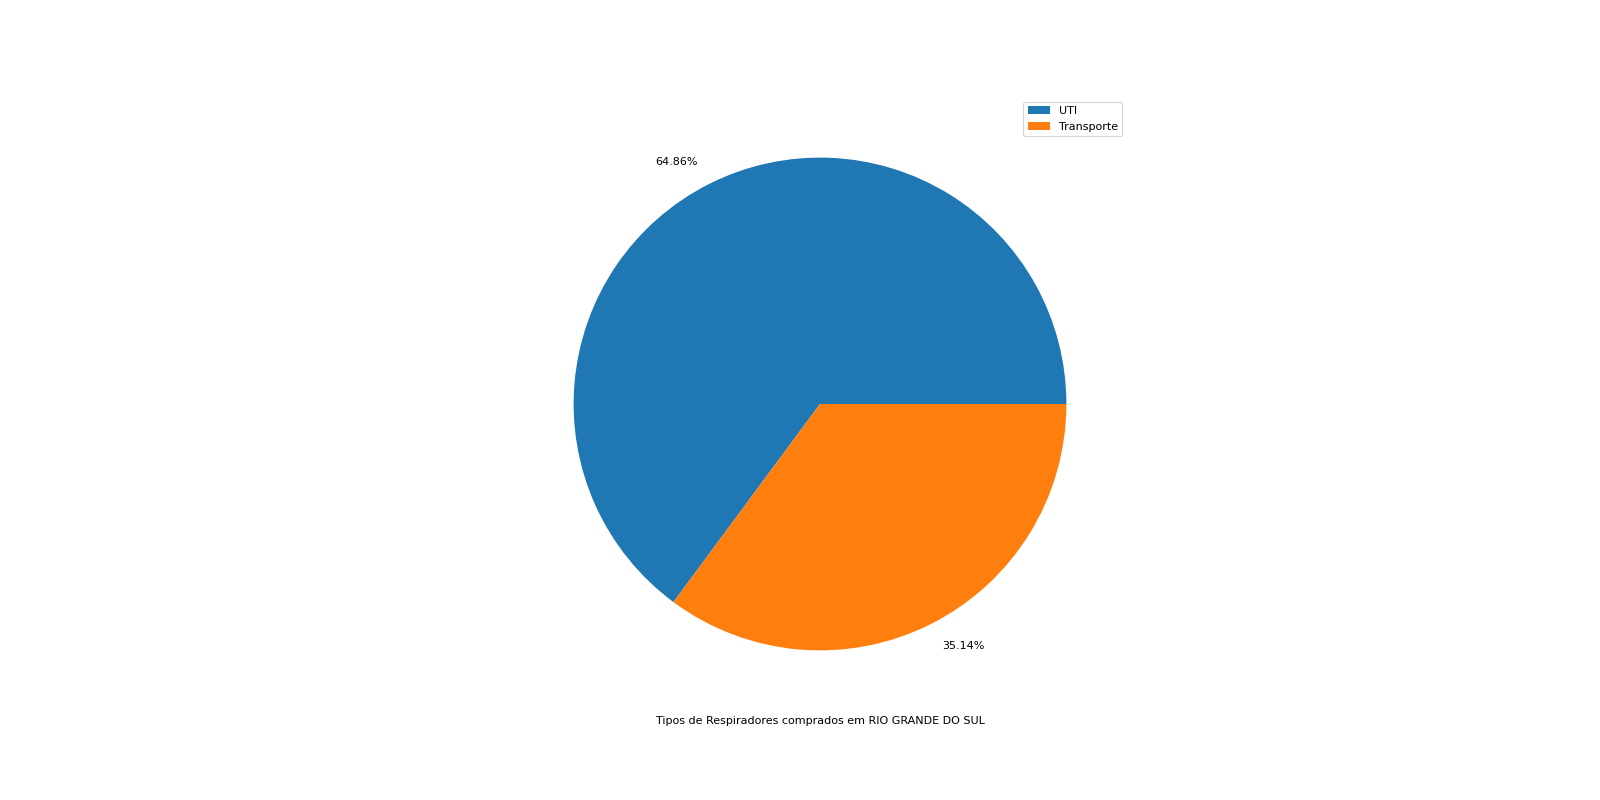 UTI
Transporte
64.86%
35.14%
Tipos de Respiradores comprados em RIO GRANDE DO SUL